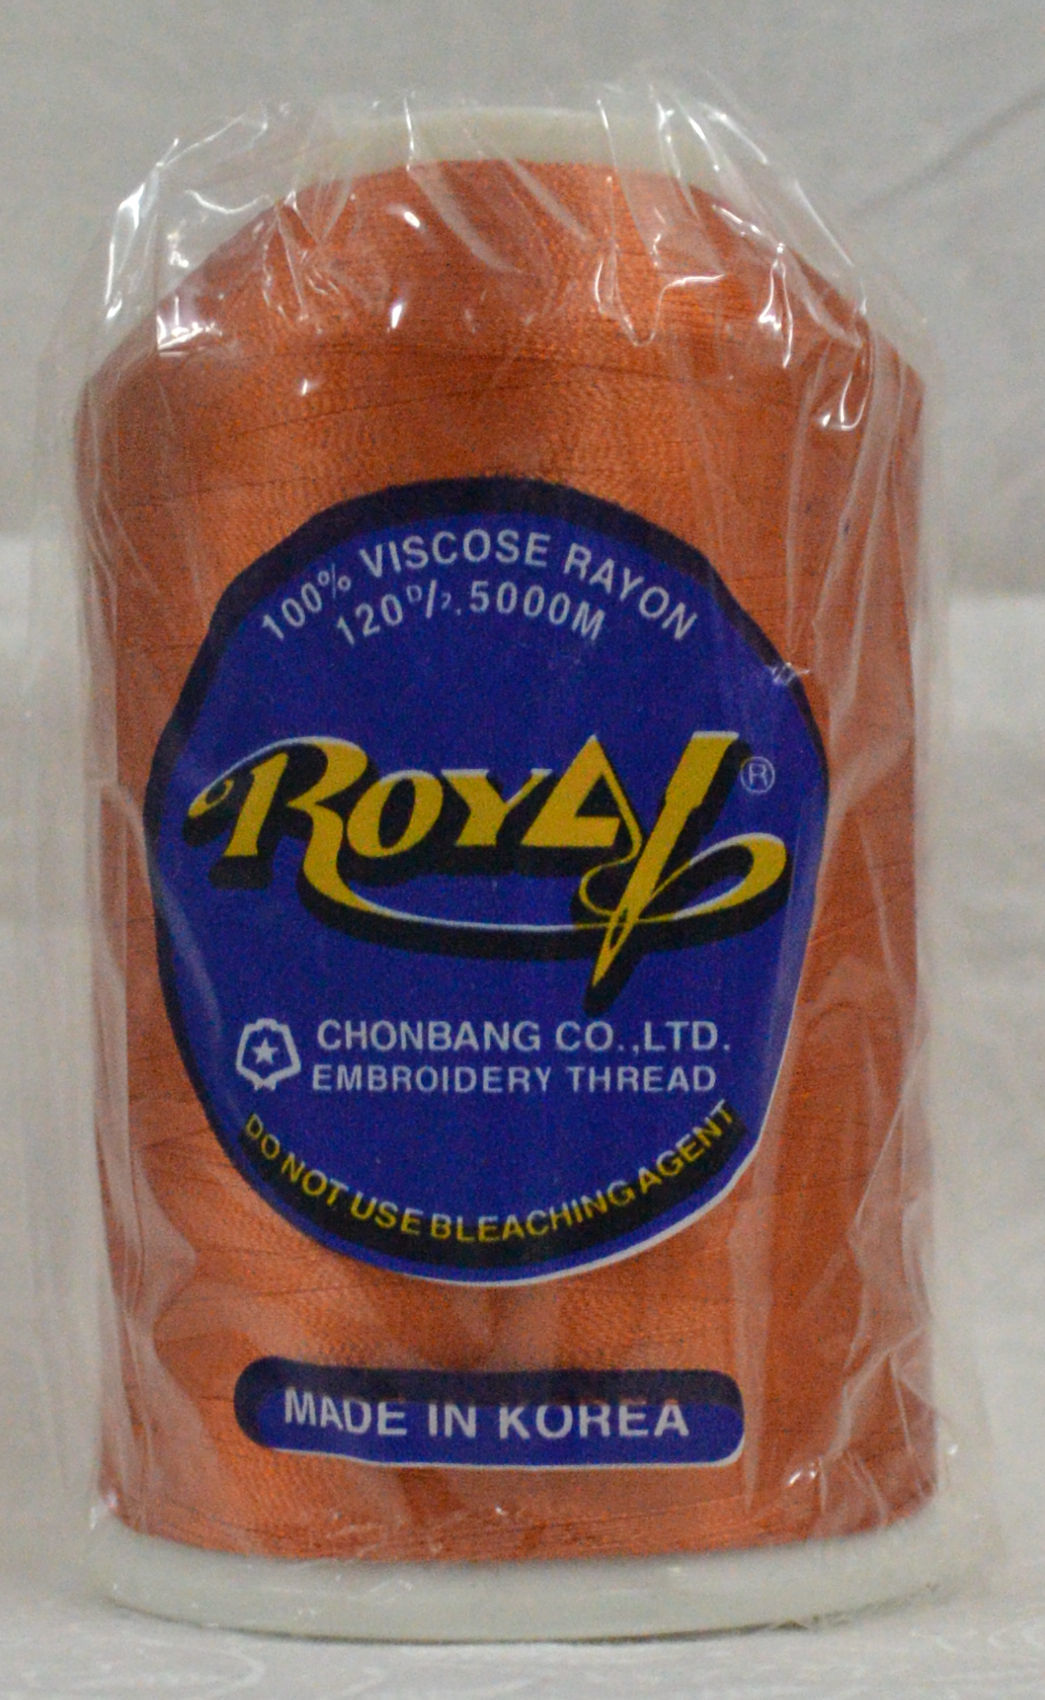 100% VISCOSE RAYON
120D/2.5000M
ROYAL®
CHONBANG CO.,LTD.
EMBROIDERY THREAD
DO NOT USE BLEACHING AGENT
MADE IN KOREA